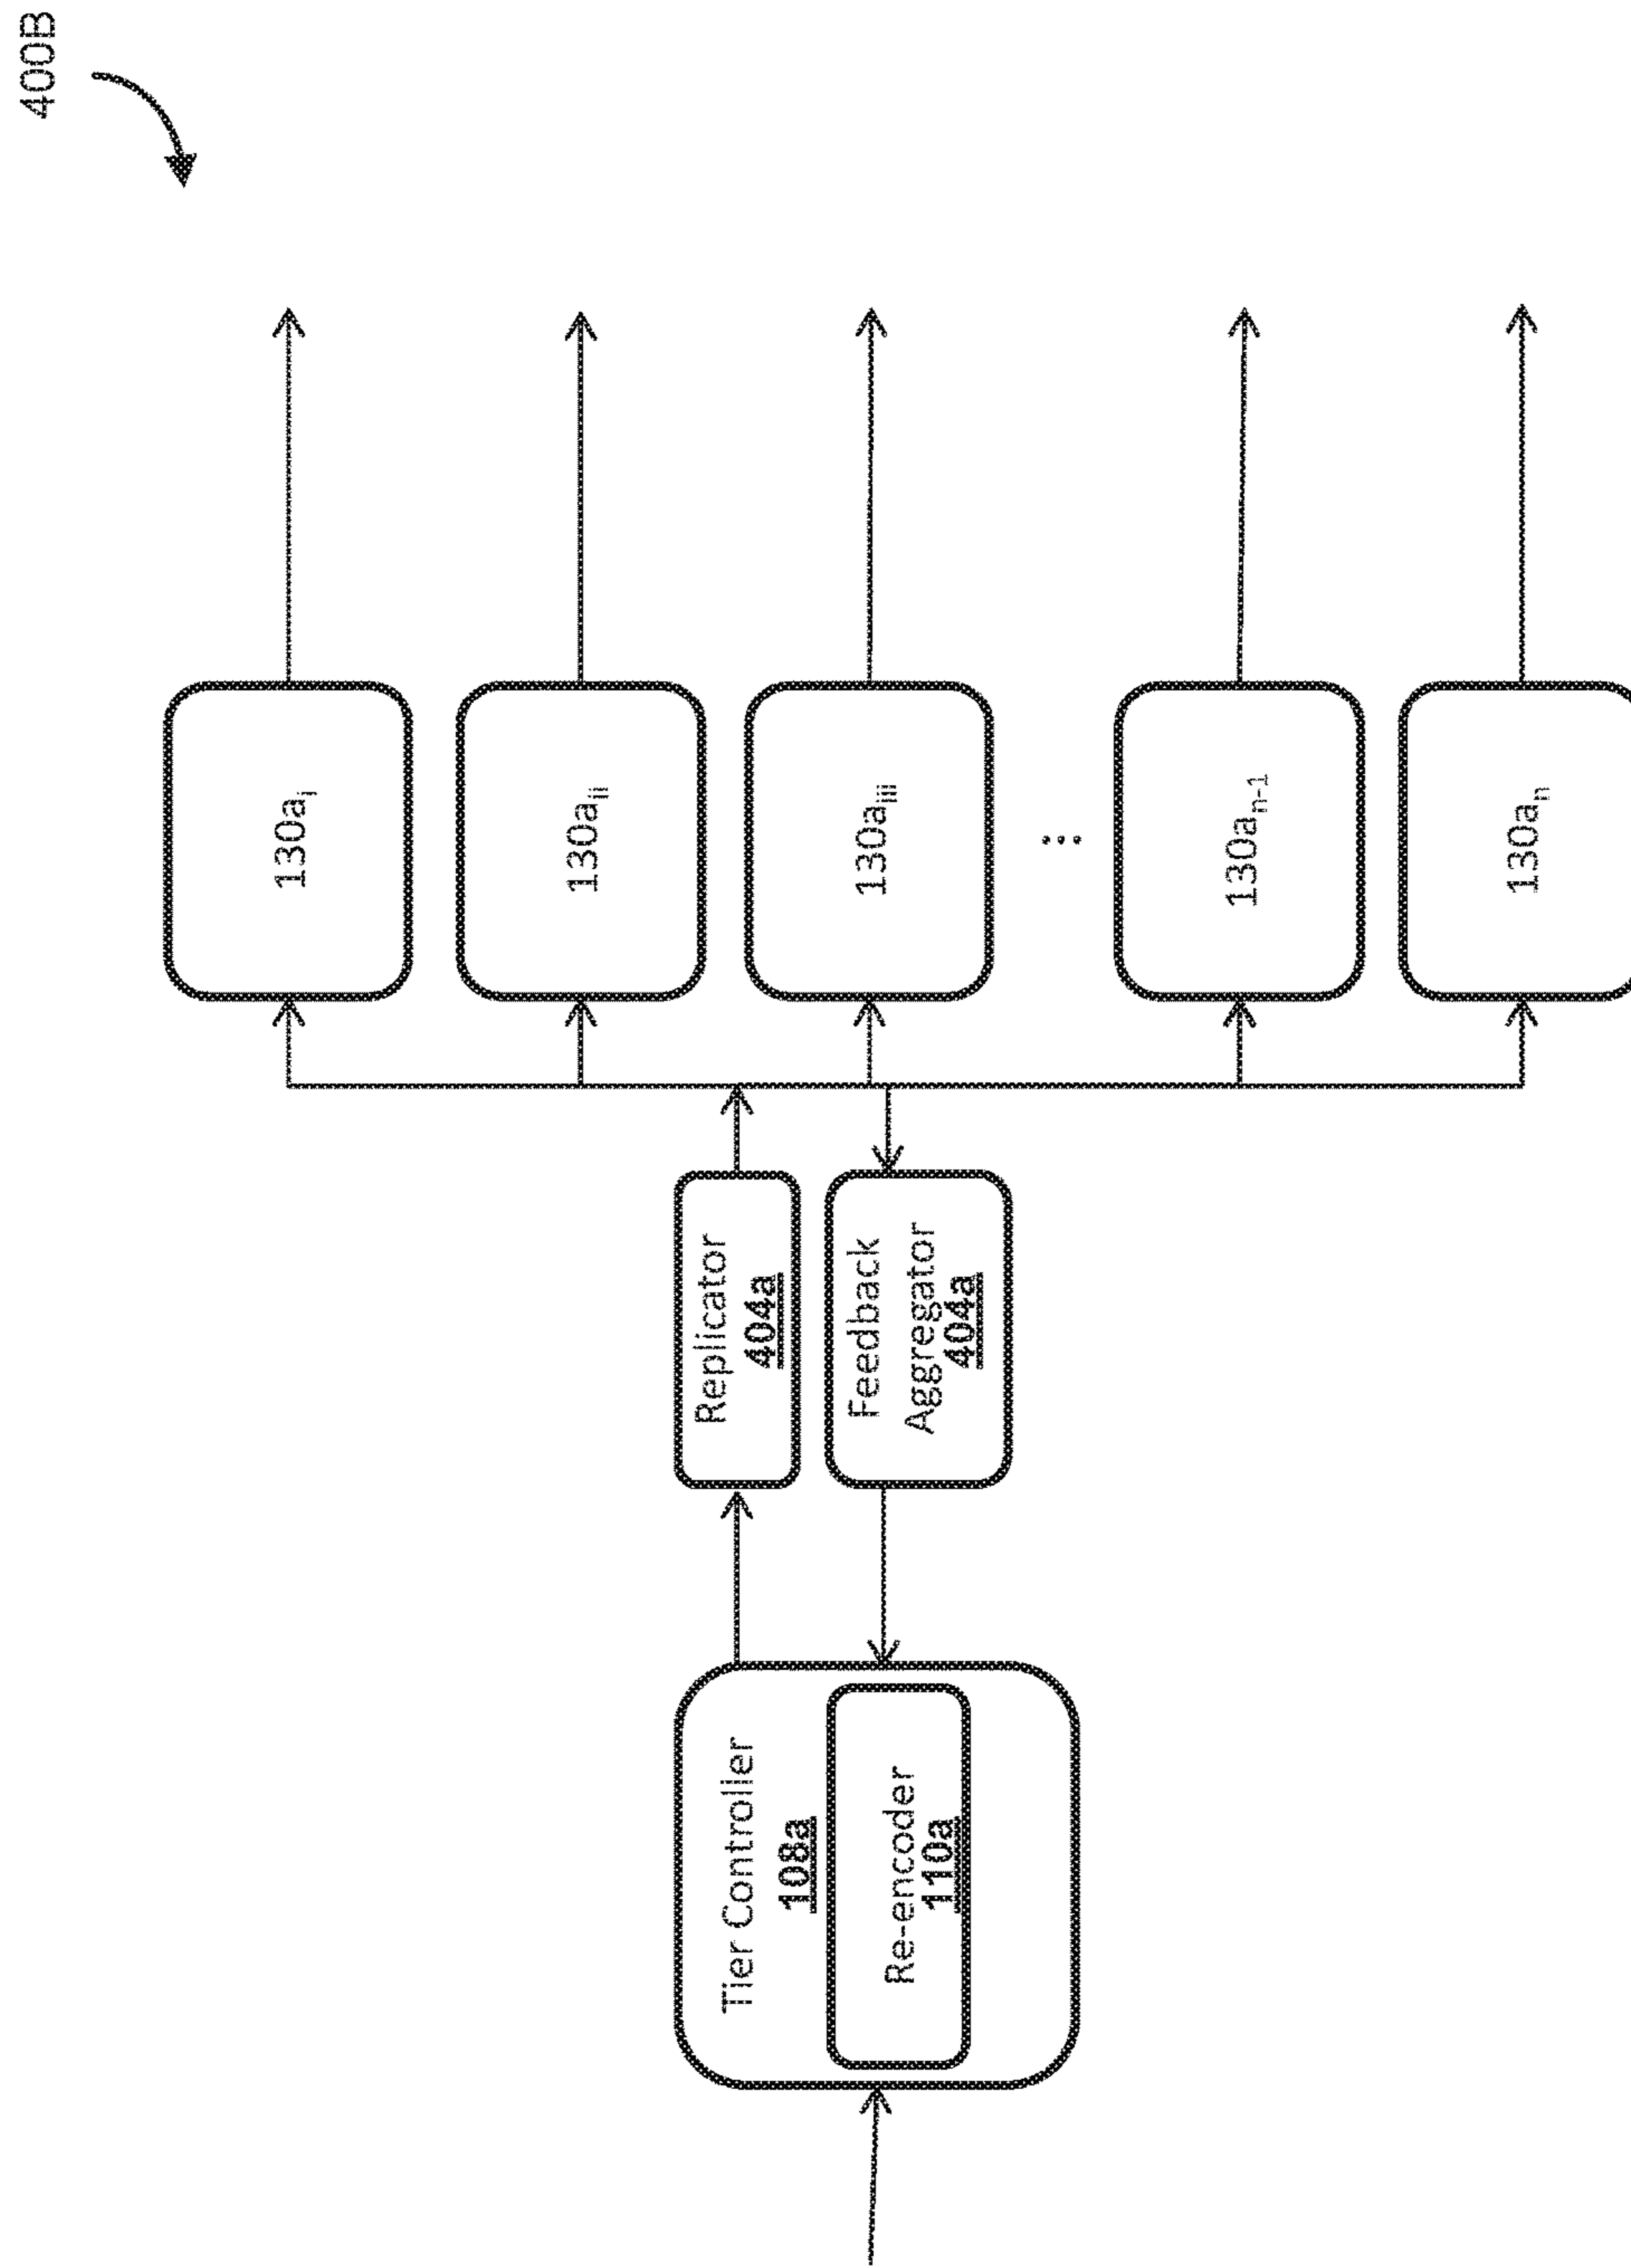 400B
Tier Controller
108a
Re-encoder
110a
Replicator
404a
Feedback
Aggregator
404a
130aᵢ
130aᵢᵢ
130aᵢᵢᵢ
...
130aₙ₋₁
130aₙ